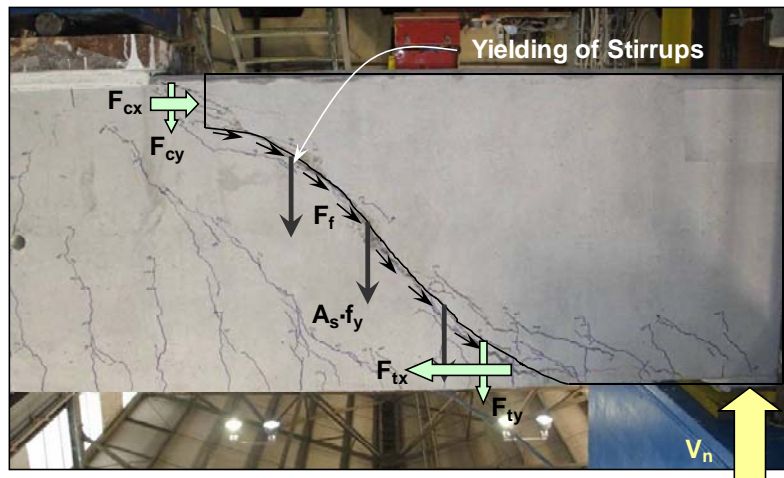 Yielding of Stirrups
Fcx
Fcy
Ff
As·fy
Ftx
Fty
Vn